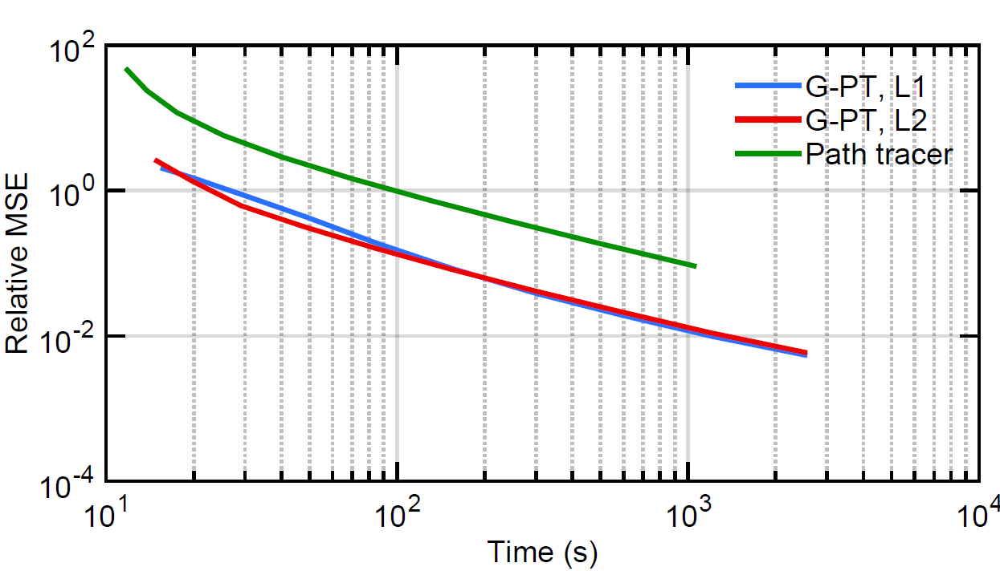 10^2
10^0
10^-2
10^-4
Relative MSE
G-PT, L1
G-PT, L2
Path tracer
10^1
10^2
10^3
10^4
Time (s)